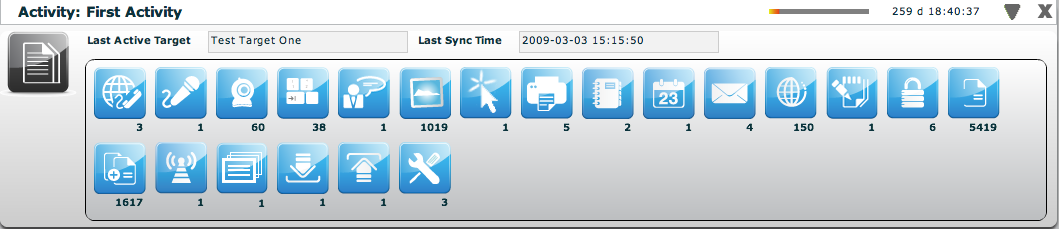 Activity: First Activity 259 d 18:40:37 X
Last Active Target Test Target One Last Sync Time 2009-03-03 15:15:50
23
3 1 60 38 1 1019 1 5 2 1 4 150 1 6 5419
1617 1 1 1 1 3